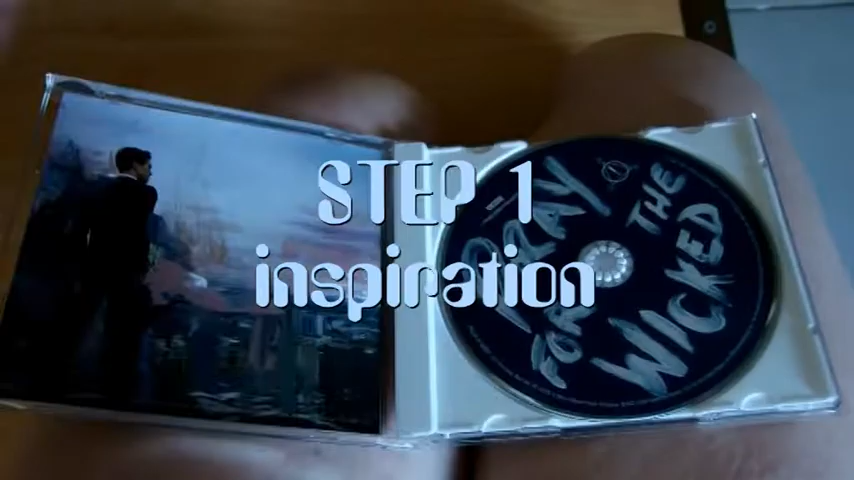 STEP 1
inspiration
PRAY
FOR
THE
WICKED